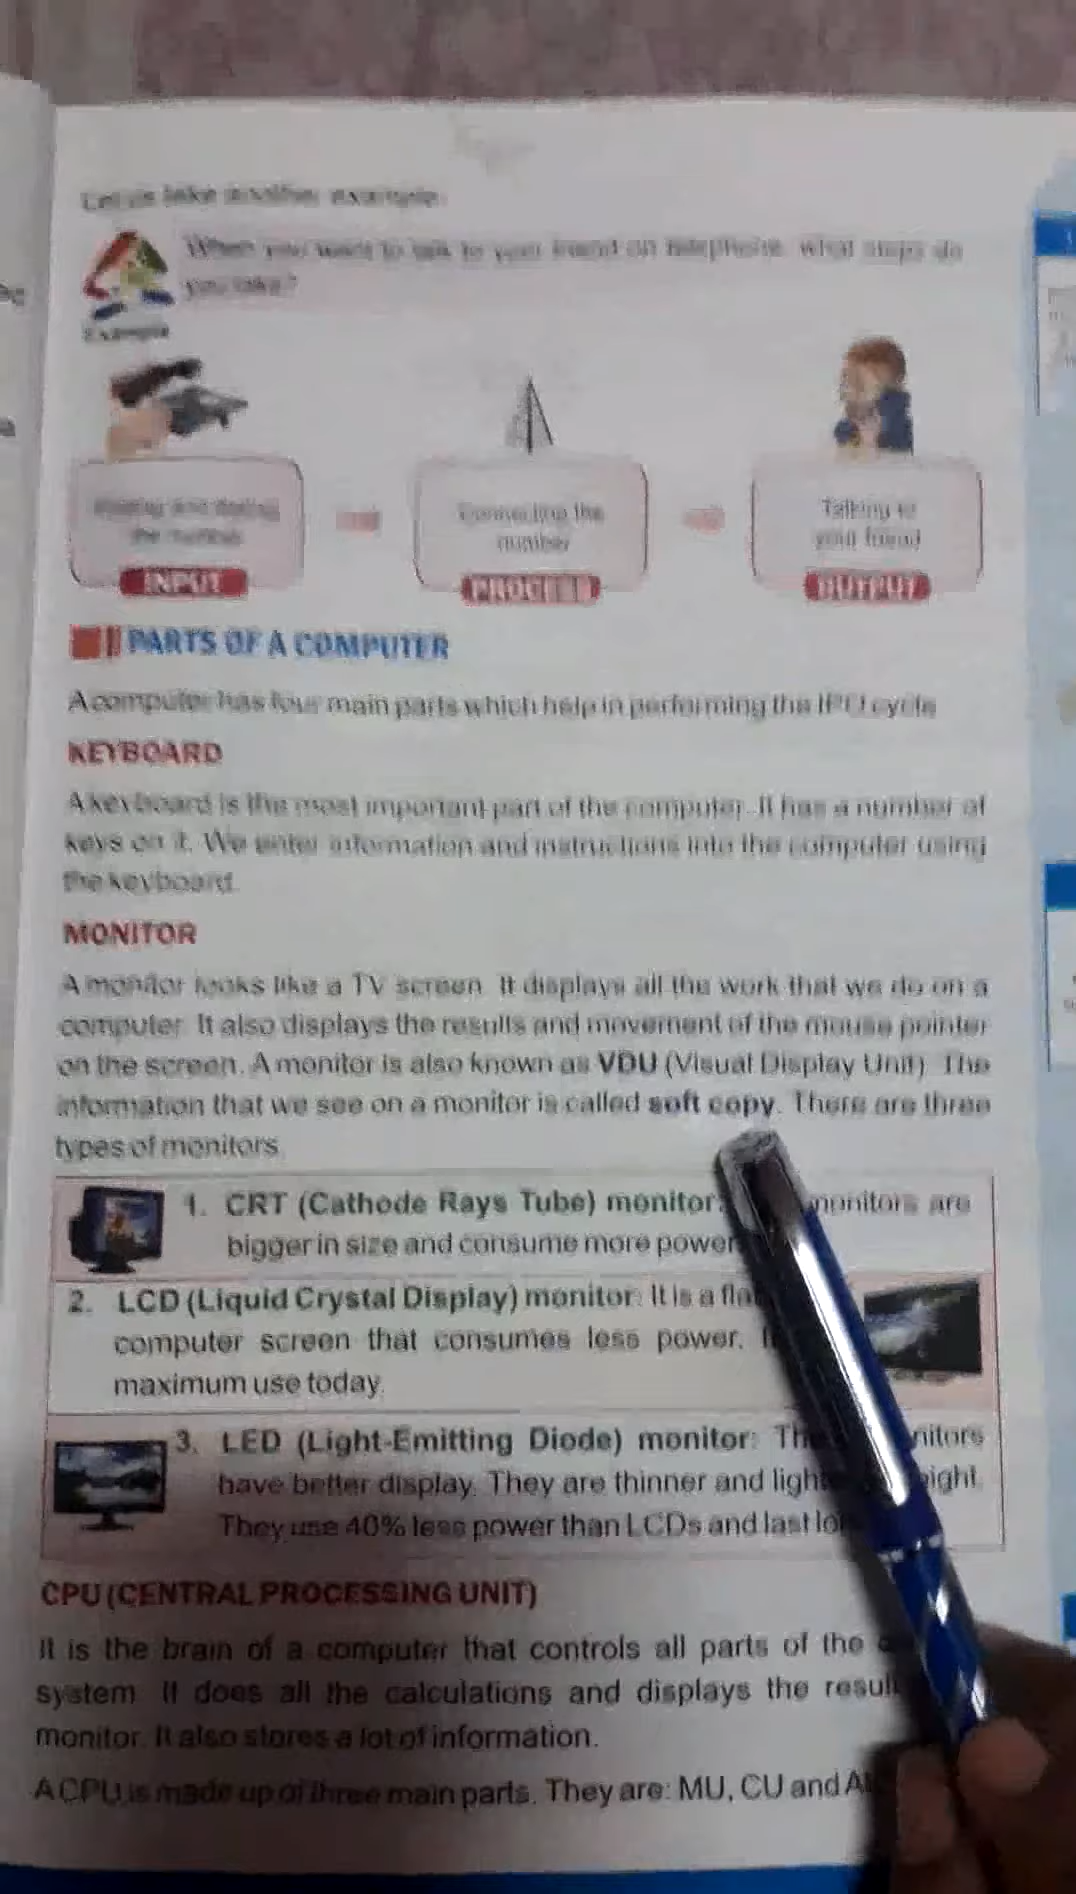 Let us take another example.
When you want to talk to your friend on telephone, what steps do
you take?
Example
the number
INPUT
Connecting the
number
PROCESS
Talking to
your friend
OUTPUT
PARTS OF A COMPUTER
A computer has four main parts which help in performing the IPO cycle
KEYBOARD
A keyboard is the most important part of the computer. It has a number of
keys on it. We enter information and instructions into the computer using
the keyboard.
MONITOR
A monitor looks like a TV screen. It displays all the work that we do on a
computer. It also displays the results and movement of the mouse pointer
on the screen. A monitor is also known as VDU (Visual Display Unit). The
information that we see on a monitor is called soft copy. There are three
types of monitors.
1. CRT (Cathode Rays Tube) monitor: monitors are
bigger in size and consume more power
2. LCD (Liquid Crystal Display) monitor: It is a
computer screen that consumes less power.
maximum use today.
3. LED (Light-Emitting Diode) monitor:
have better display. They are thinner and
They use 40% less power than LCDs and last
CPU (CENTRAL PROCESSING UNIT)
It is the brain of a computer that controls all parts of the
system. It does all the calculations and displays the
monitor. It also stores a lot of information.
A CPU is made up of three main parts. They are: MU, CU and